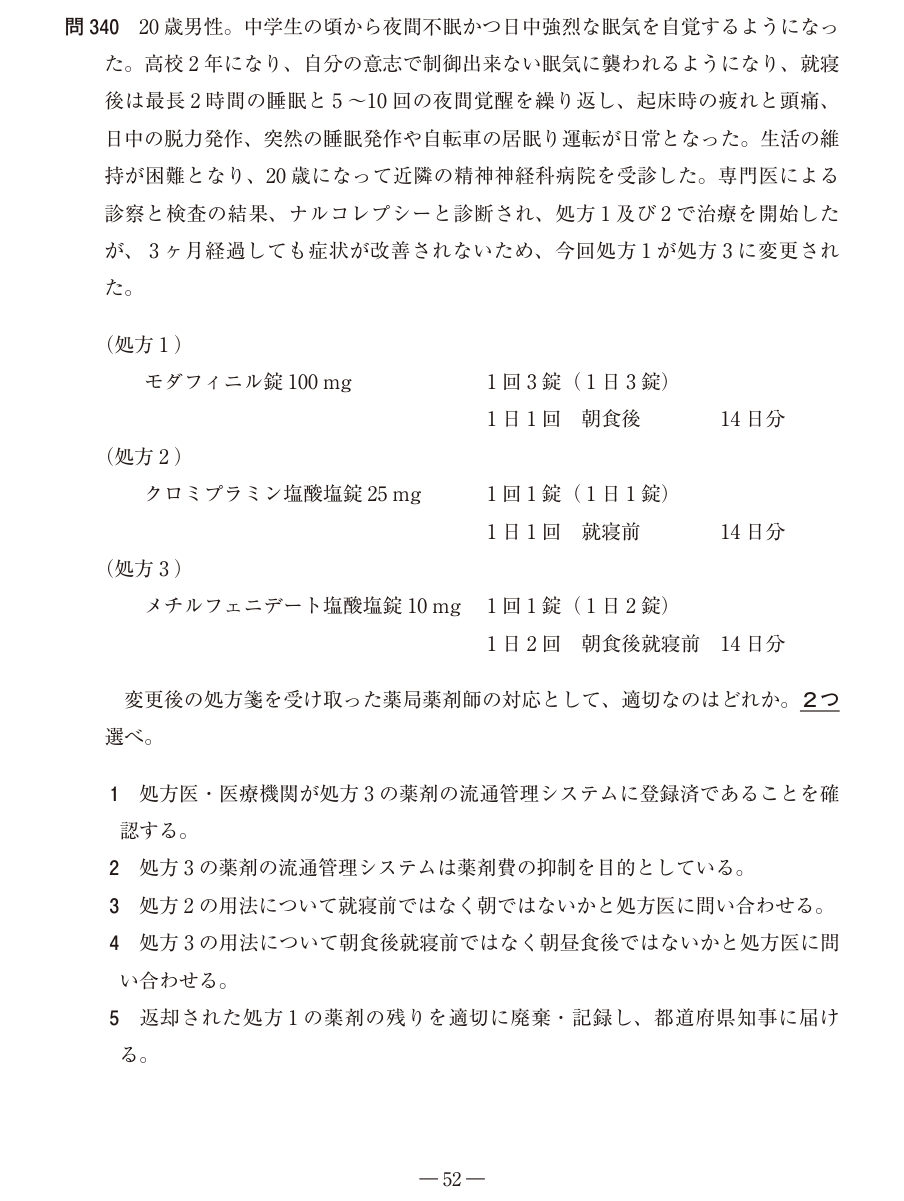 問 340　20 歳男性。中学生の頃から夜間不眠かつ日中強烈な眠気を自覚するようになっ
た。高校２年になり、自分の意志で制御出来ない眠気に襲われるようになり、就寝
後は最長２時間の睡眠と５～10 回の夜間覚醒を繰り返し、起床時の疲れと頭痛、
日中の脱力発作、突然の睡眠発作や自転車の居眠り運転が日常となった。生活の維
持が困難となり、20 歳になって近隣の精神神経科病院を受診した。専門医による
診察と検査の結果、ナルコレプシーと診断され、処方１及び２で治療を開始した
が、３ヶ月経過しても症状が改善されないため、今回処方１が処方３に変更され
た。
（処方１）
モダフィニル錠 100 mg　１回３錠（１日３錠）
１日１回　朝食後　14 日分
（処方２）
クロミプラミン塩酸塩錠 25 mg　１回１錠（１日１錠）
１日１回　就寝前　14 日分
（処方３）
メチルフェニデート塩酸塩錠 10 mg　１回１錠（１日２錠）
１日２回　朝食後就寝前　14 日分
変更後の処方箋を受け取った薬局薬剤師の対応として、適切なのはどれか。２つ
選べ。
1　処方医・医療機関が処方３の薬剤の流通管理システムに登録済であることを確
認する。
2　処方３の薬剤の流通管理システムは薬剤費の抑制を目的としている。
3　処方２の用法について就寝前ではなく朝ではないかと処方医に問い合わせる。
4　処方３の用法について朝食後就寝前ではなく朝昼食後ではないかと処方医に問
い合わせる。
5　返却された処方１の薬剤の残りを適切に廃棄・記録し、都道府県知事に届け
る。
― 52 ―